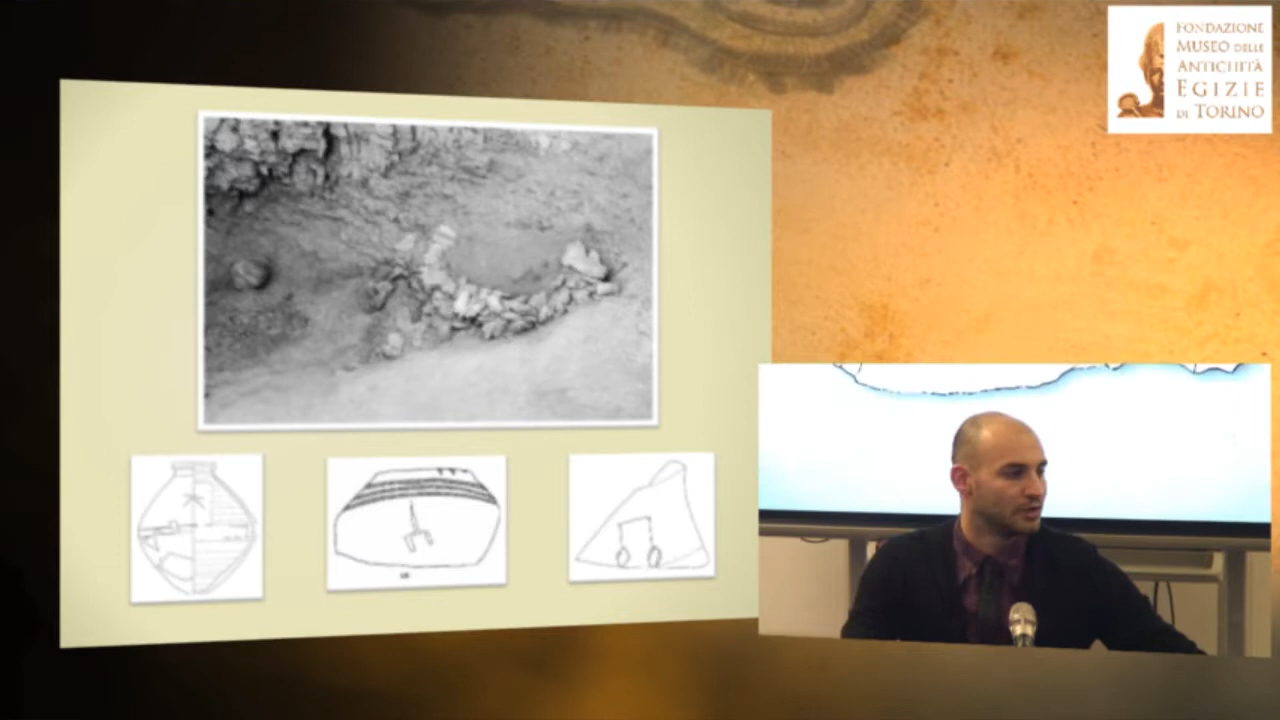 FONDAZIONE
MUSEO DELLE
ANTICHITÀ
EGIZIE
DI TORINO